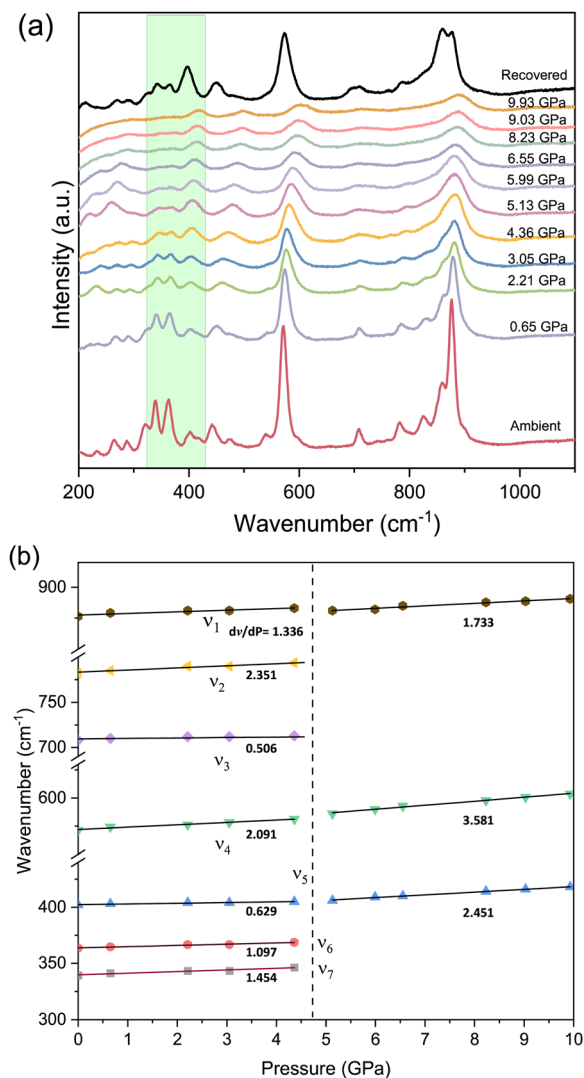 (a)
Recovered
9.93 GPa
9.03 GPa
8.23 GPa
6.55 GPa
5.99 GPa
5.13 GPa
4.36 GPa
3.05 GPa
2.21 GPa
0.65 GPa
Ambient
Intensity (a.u.)
200 400 600 800 1000
Wavenumber (cm⁻¹)
(b)
900
ν₁ dν/dP= 1.336 1.733
ν₂ 2.351
750
700
ν₃ 0.506
600
ν₄ 2.091 3.581
ν₅
400
0.629 2.451
ν₆
1.097
350
ν₇
1.454
300
Wavenumber (cm⁻¹)
0 1 2 3 4 5 6 7 8 9 10
Pressure (GPa)